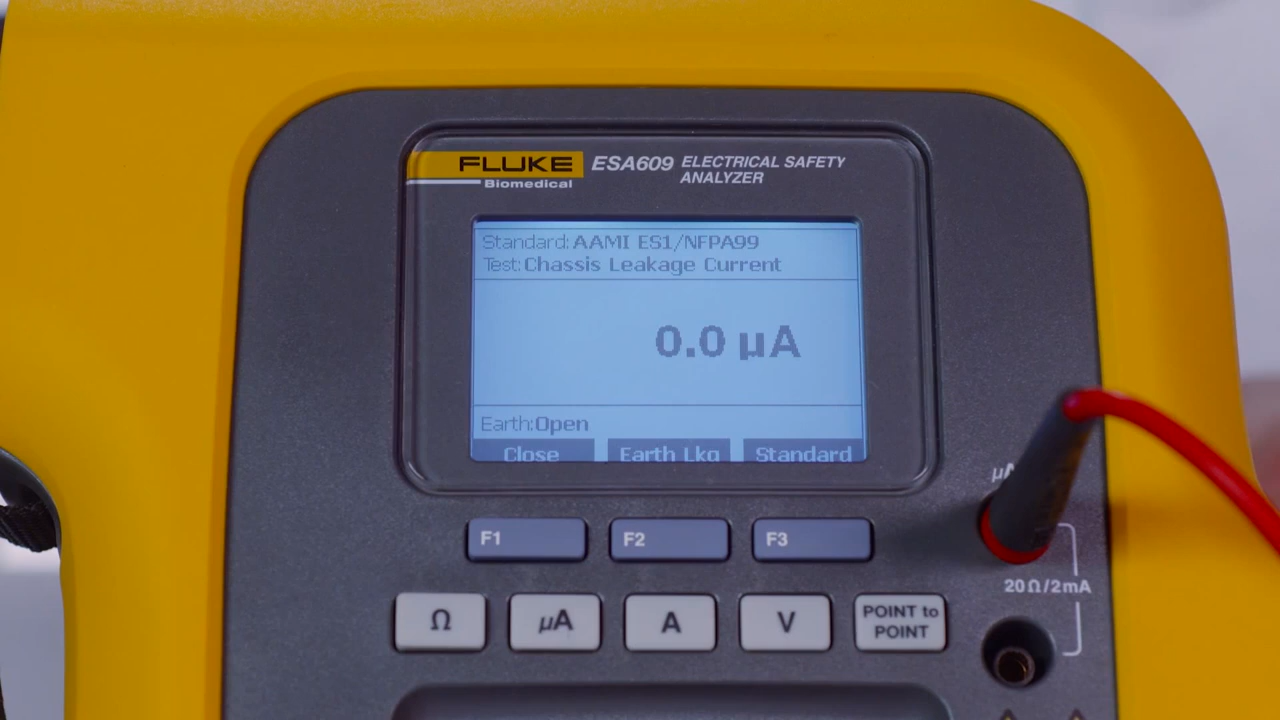 FLUKE
Biomedical
ESA609 ELECTRICAL SAFETY
ANALYZER
Standard: AAMI ES1/NFPA99
Test: Chassis Leakage Current
0.0 µA
Earth: Open
Close Earth Lkg Standard
F1 F2 F3
20Ω/2mA
Ω µA A V POINT to
POINT